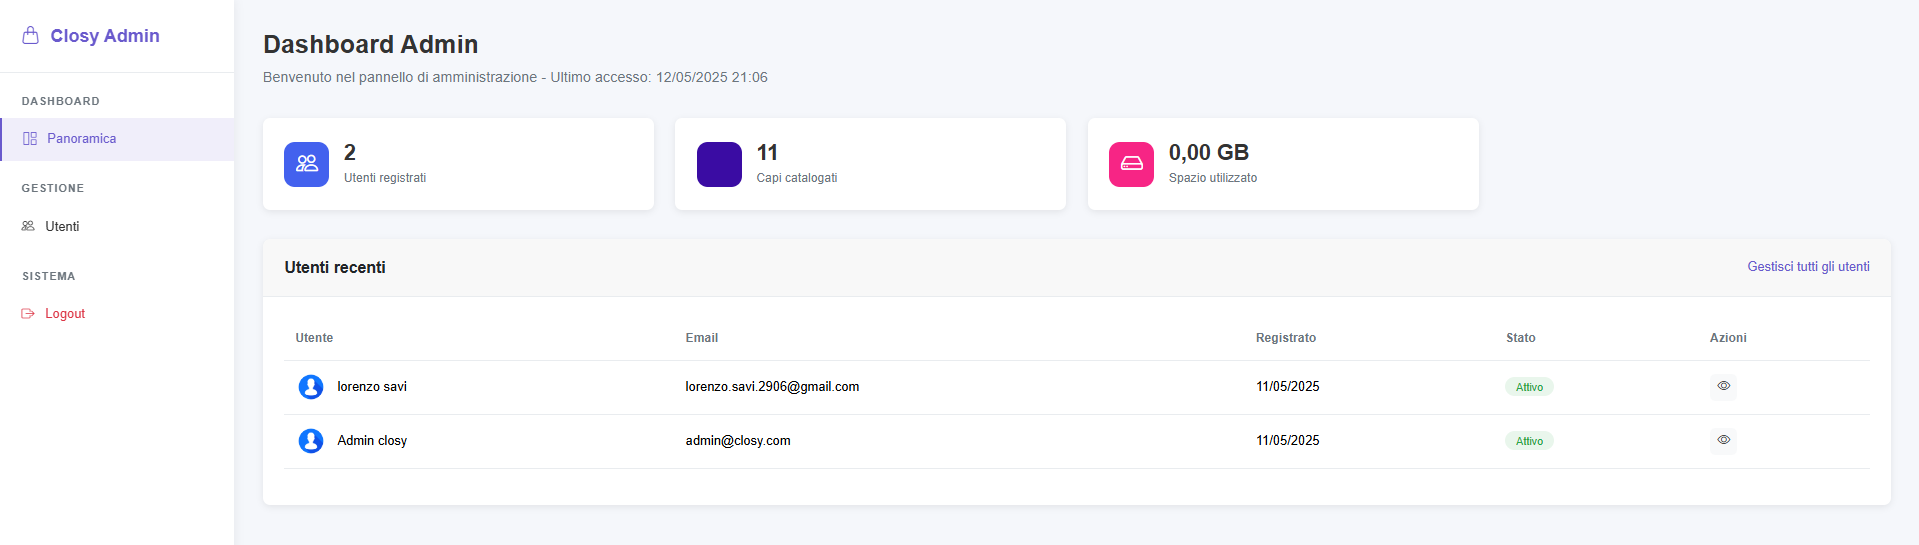 Closy Admin
DASHBOARD
Panoramica
GESTIONE
Utenti
SISTEMA
Logout
Dashboard Admin
Benvenuto nel pannello di amministrazione - Ultimo accesso: 12/05/2025 21:06
2
Utenti registrati
11
Capi catalogati
0,00 GB
Spazio utilizzato
Utenti recenti
Gestisci tutti gli utenti
Utente Email Registrato Stato Azioni
lorenzo savi lorenzo.savi.2906@gmail.com 11/05/2025 Attivo
Admin closy admin@closy.com 11/05/2025 Attivo